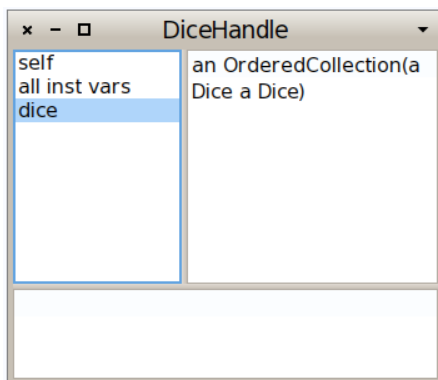 DiceHandle
self
all inst vars
dice
an OrderedCollection(a
Dice a Dice)